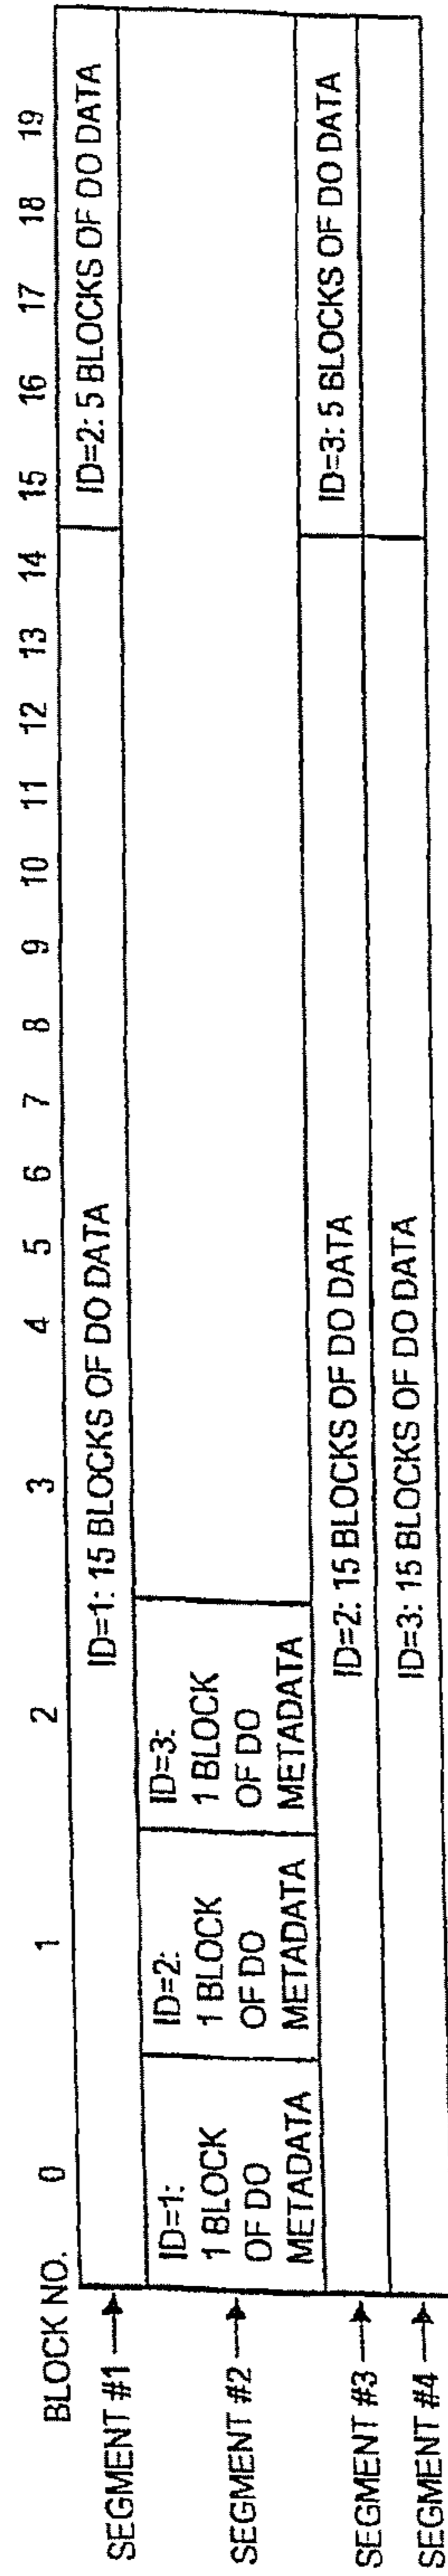 BLOCK NO. 0 1 2 3 4 5 6 7 8 9 10 11 12 13 14 15 16 17 18 19
SEGMENT #1
ID=1: 15 BLOCKS OF DO DATA
ID=2: 5 BLOCKS OF DO DATA
SEGMENT #2
ID=1:
1 BLOCK
OF DO
METADATA
ID=2:
1 BLOCK
OF DO
METADATA
ID=3:
1 BLOCK
OF DO
METADATA
SEGMENT #3
ID=2: 15 BLOCKS OF DO DATA
ID=3: 5 BLOCKS OF DO DATA
SEGMENT #4
ID=3: 15 BLOCKS OF DO DATA